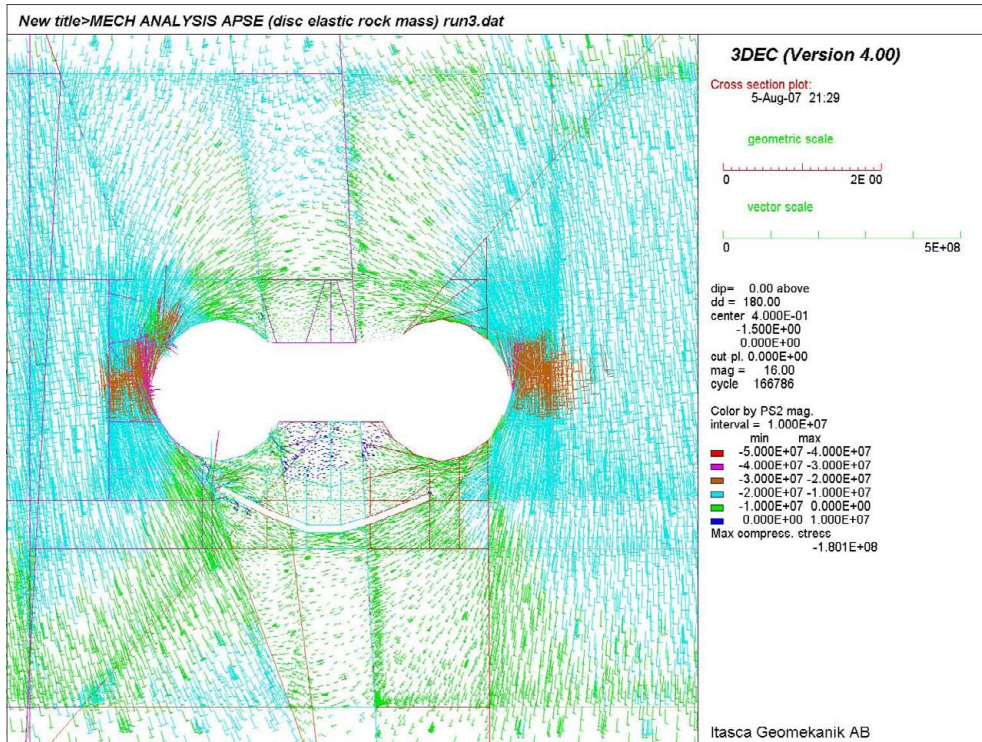 New title>MECH ANALYSIS APSE (disc elastic rock mass) run3.dat
3DEC (Version 4.00)
Cross section plot:
5-Aug-07 21:29
geometric scale
0 2E 00
vector scale
0 5E+08
dip= 0.00 above
dd = 180.00
center 4.000E-01
-1.500E+00
0.000E+00
cut pl. 0.000E+00
mag = 16.00
cycle 166786
Color by PS2 mag.
interval = 1.000E+07
min max
-5.000E+07 -4.000E+07
-4.000E+07 -3.000E+07
-3.000E+07 -2.000E+07
-2.000E+07 -1.000E+07
-1.000E+07 0.000E+00
0.000E+00 1.000E+07
Max compress. stress
-1.801E+08
Itasca Geomekanik AB